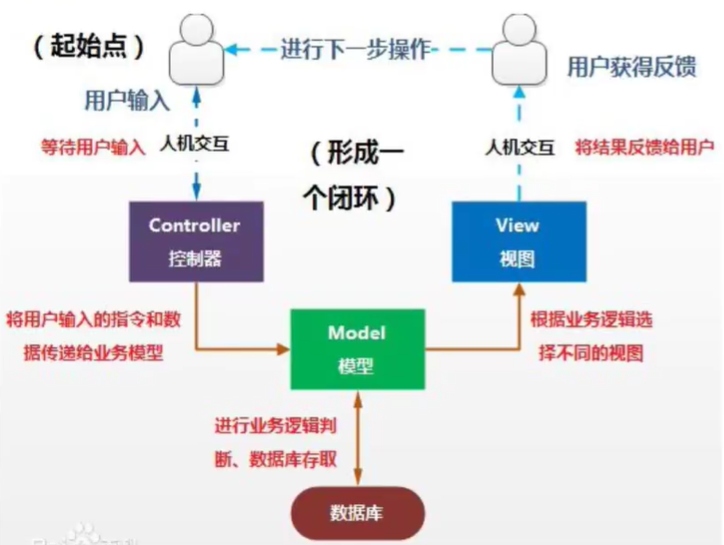 （起始点）
进行下一步操作
用户获得反馈
用户输入
等待用户输入
人机交互
（形成一
个闭环）
人机交互
将结果反馈给用户
Controller
控制器
View
视图
将用户输入的指令和数
据传递给业务模型
Model
模型
根据业务逻辑选
择不同的视图
进行业务逻辑判
断、数据库存取
数据库